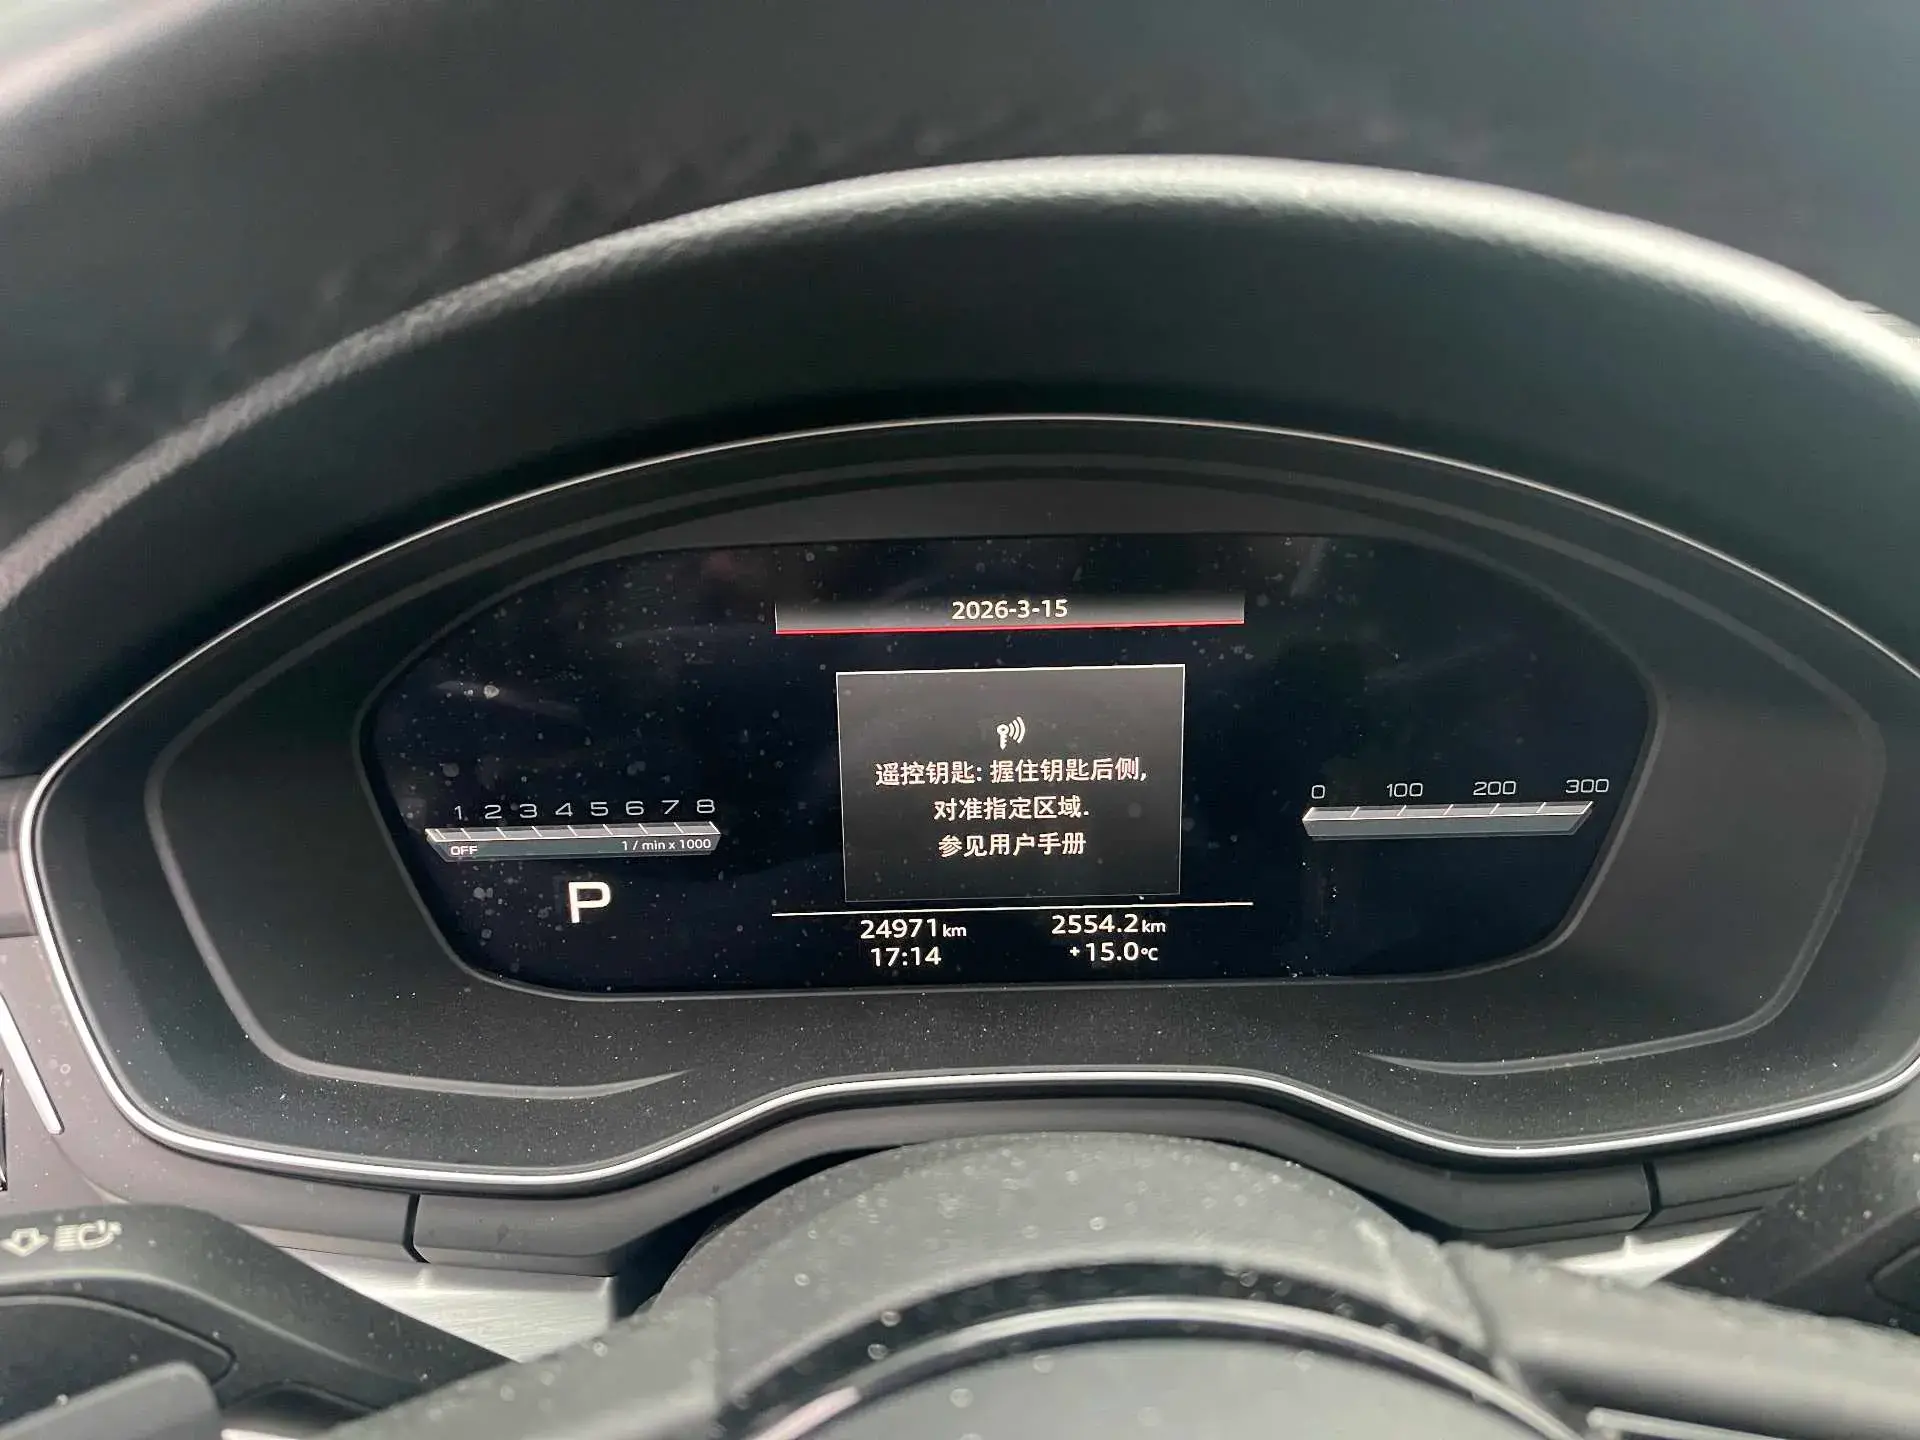 2026-3-15
遥控钥匙: 握住钥匙后侧,
对准指定区域.
参见用户手册
1 2 3 4 5 6 7 8
OFF 1 / min x 1000
P
0 100 200 300
24971 km 2554.2 km
17:14 +15.0 °C